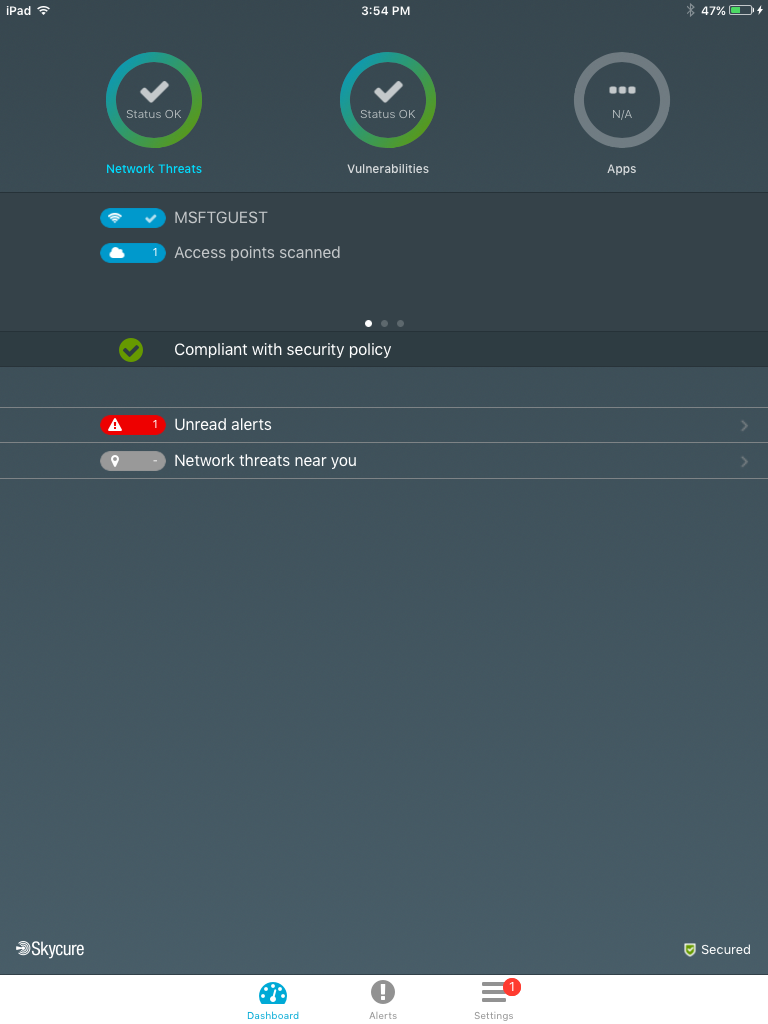 iPad 3:54 PM 47%
Status OK Status OK N/A
Network Threats Vulnerabilities Apps
MSFTGUEST
1 Access points scanned
Compliant with security policy
1 Unread alerts
- Network threats near you
Skycure Secured
1
Dashboard Alerts Settings